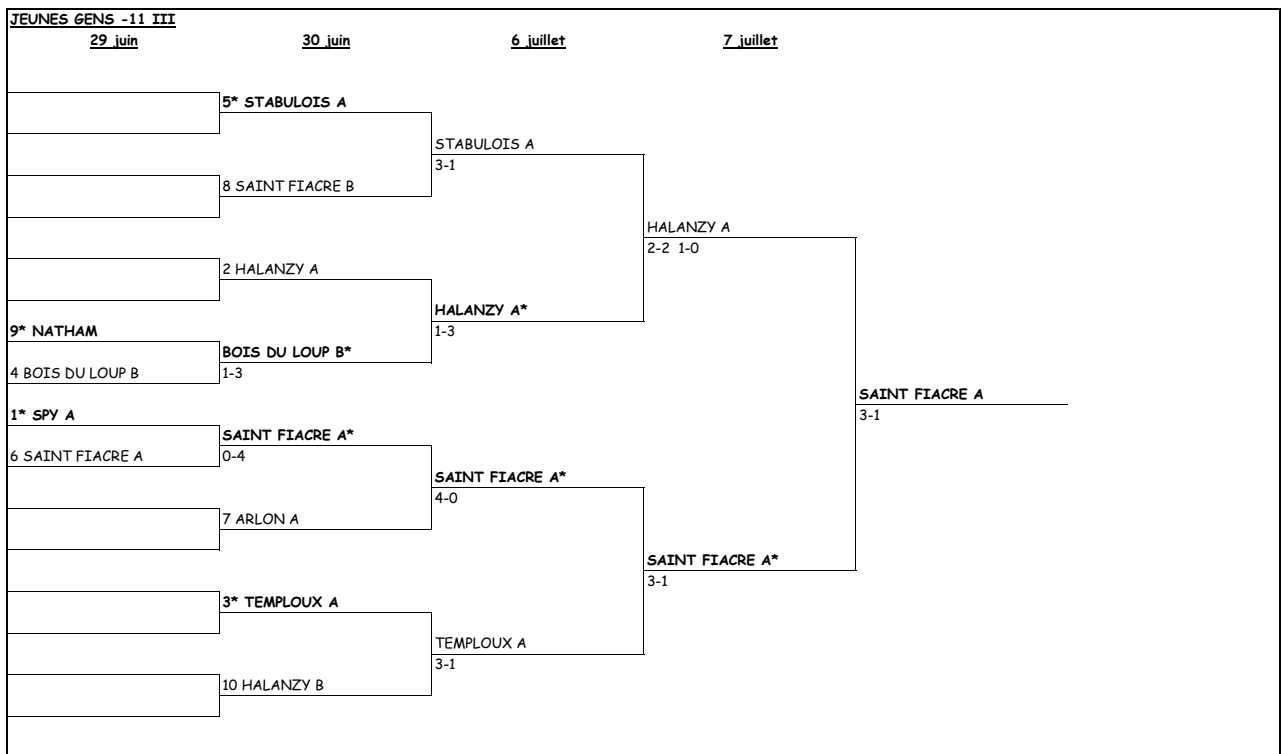 JEUNES GENS -11 III
29 juin 30 juin 6 juillet 7 juillet
5* STABULOIS A
STABULOIS A
3-1
8 SAINT FIACRE B
HALANZY A
2-2 1-0
2 HALANZY A
HALANZY A*
1-3
9* NATHAM
BOIS DU LOUP B*
1-3
4 BOIS DU LOUP B
SAINT FIACRE A
3-1
1* SPY A
SAINT FIACRE A*
0-4
6 SAINT FIACRE A
SAINT FIACRE A*
4-0
7 ARLON A
SAINT FIACRE A*
3-1
3* TEMPLOUX A
TEMPLOUX A
3-1
10 HALANZY B